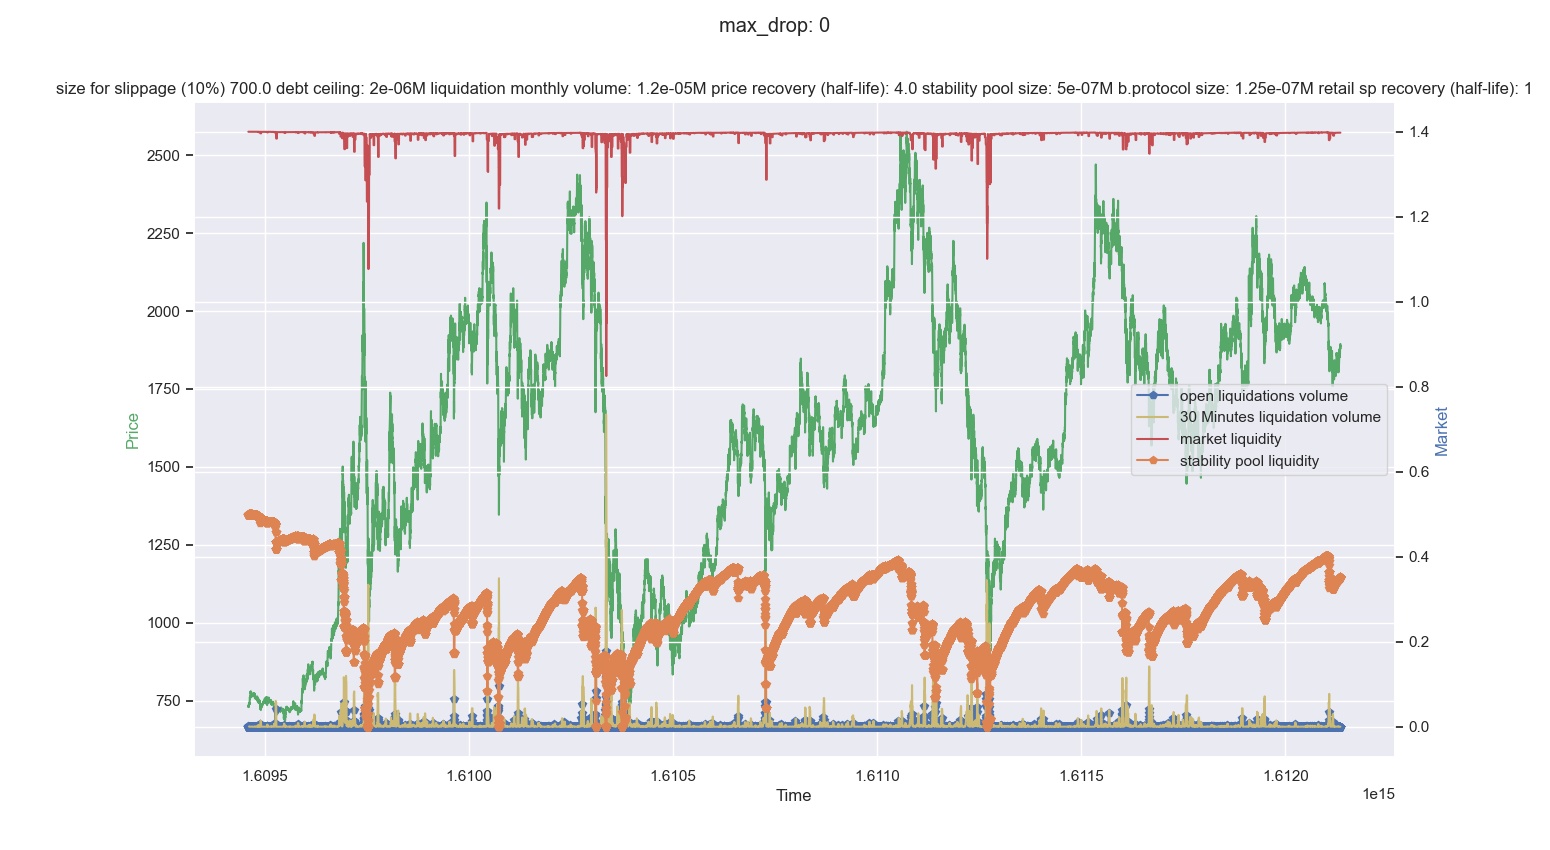 max_drop: 0
size for slippage (10%) 700.0 debt ceiling: 2e-06M liquidation monthly volume: 1.2e-05M price recovery (half-life): 4.0 stability pool size: 5e-07M b.protocol size: 1.25e-07M retail sp recovery (half-life): 1
2500
2250
2000
1750
1500
1250
1000
750
Price
1.4
1.2
1.0
0.8
0.6
0.4
0.2
0.0
Market
open liquidations volume
30 Minutes liquidation volume
market liquidity
stability pool liquidity
1.6095 1.6100 1.6105 1.6110 1.6115 1.6120
Time
1e15